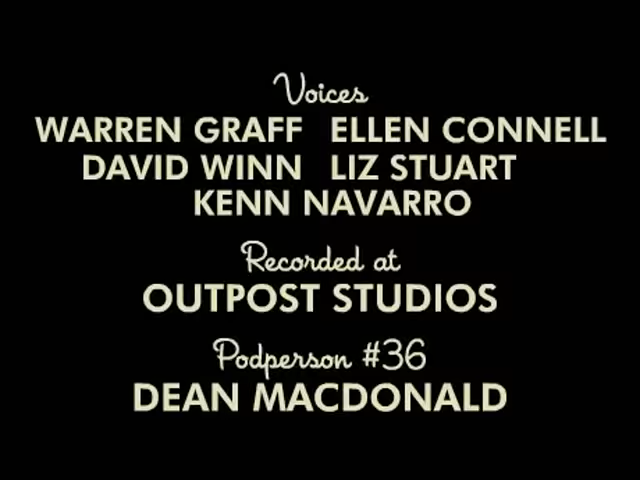 Voices
WARREN GRAFF ELLEN CONNELL
DAVID WINN LIZ STUART
KENN NAVARRO
Recorded at
OUTPOST STUDIOS
Podperson #36
DEAN MACDONALD